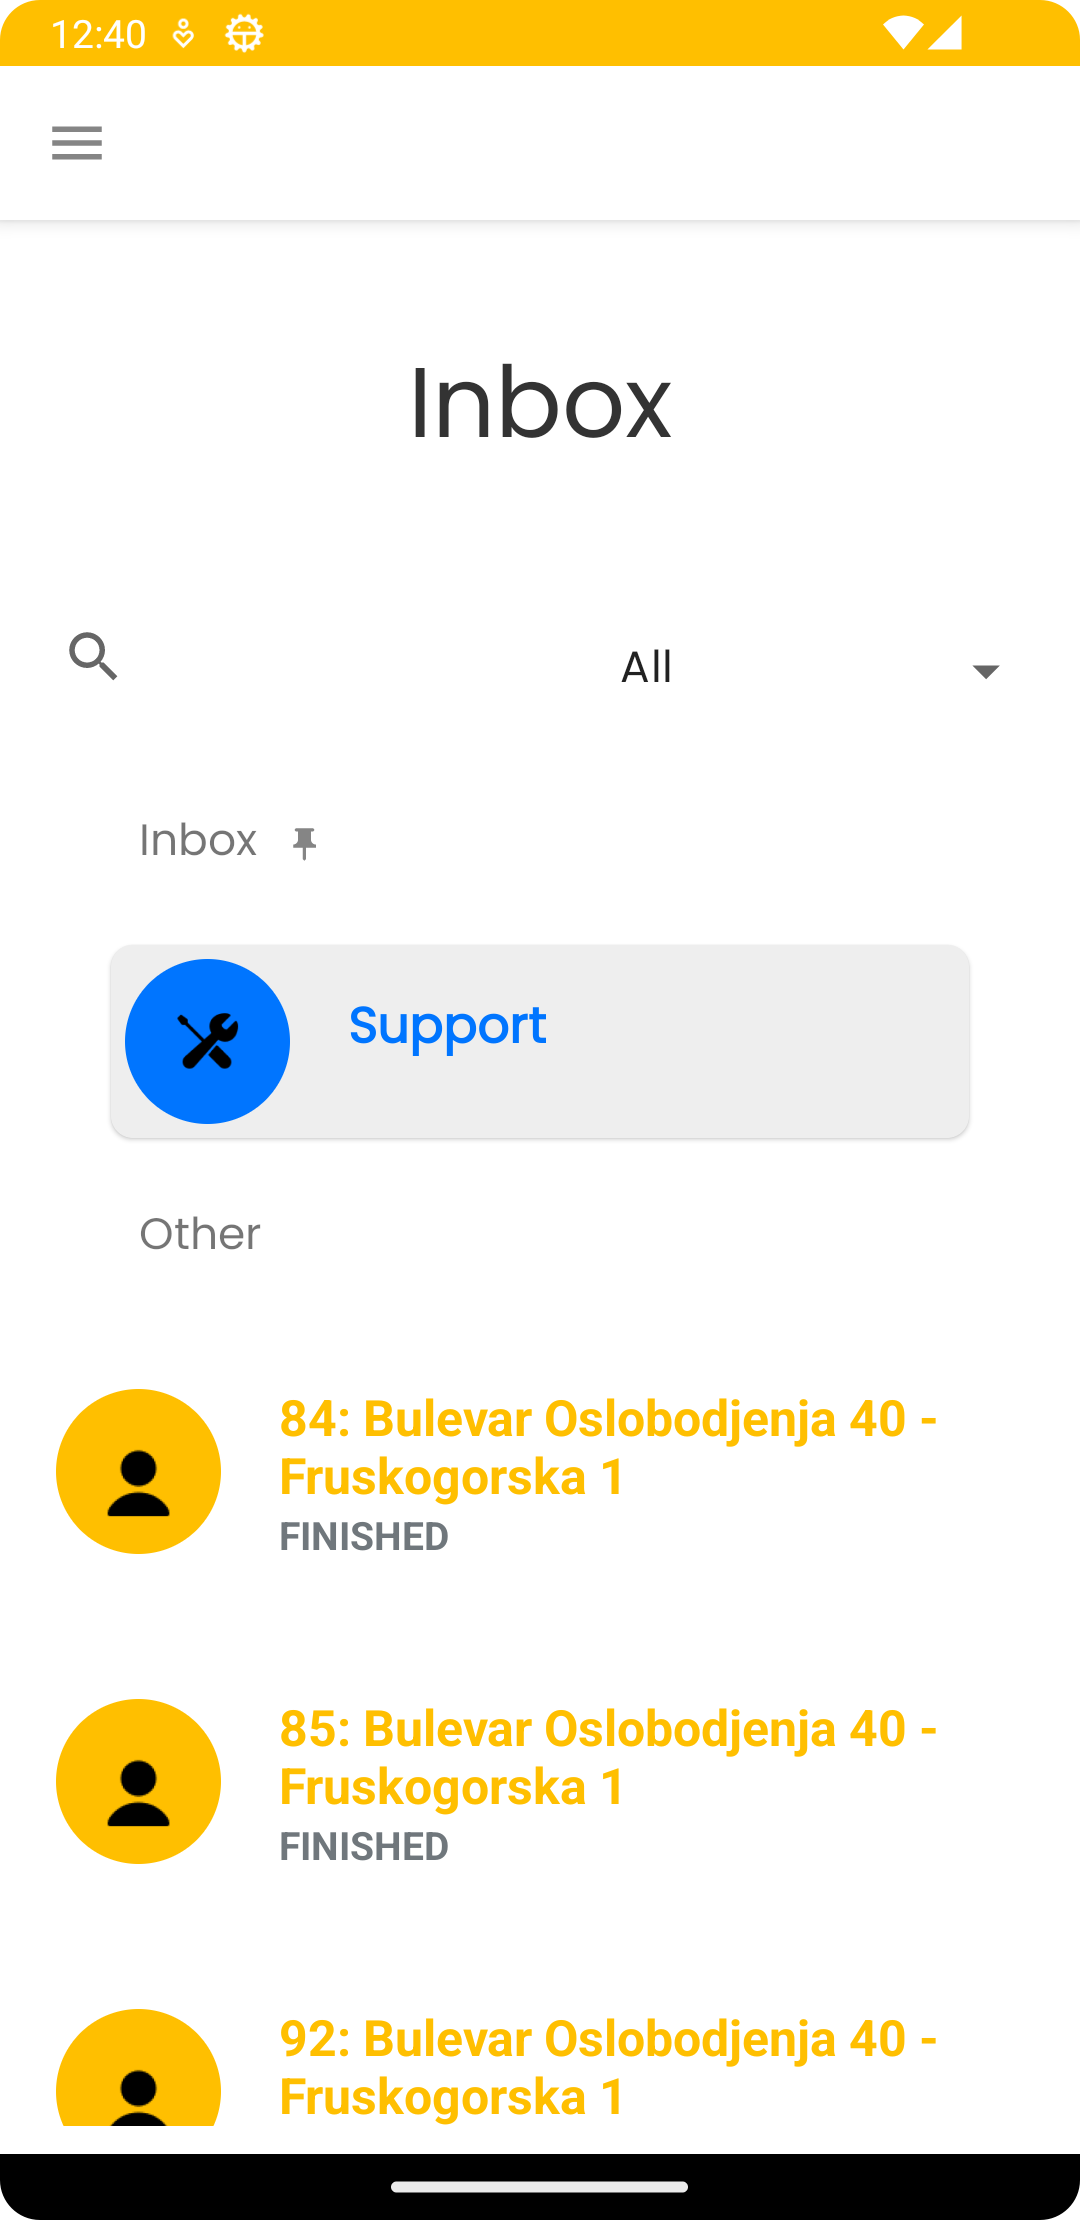 12:40
Inbox
All
Inbox
Support
Other
84: Bulevar Oslobodjenja 40 -
Fruskogorska 1
FINISHED
85: Bulevar Oslobodjenja 40 -
Fruskogorska 1
FINISHED
92: Bulevar Oslobodjenja 40 -
Fruskogorska 1